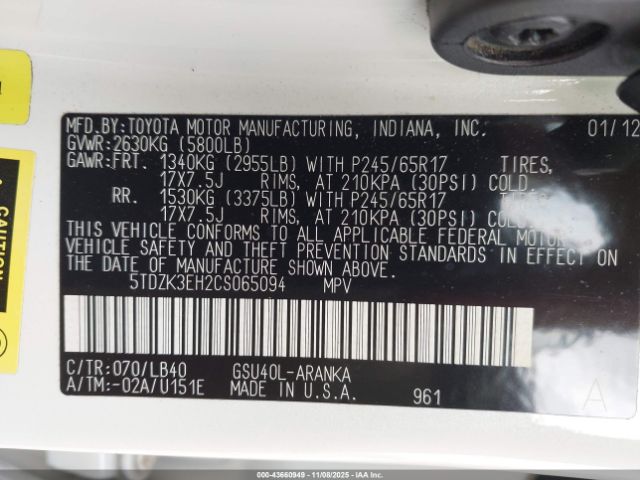 MFD.BY:TOYOTA MOTOR MANUFACTURING, INDIANA, INC. 01/12
GVWR:2630KG (5800LB)
GAWR:FRT. 1340KG (2955LB) WITH P245/65R17 TIRES,
17X7.5J RIMS, AT 210KPA (30PSI) COLD.
RR. 1530KG (3375LB) WITH P245/65R17
17X7.5J RIMS, AT 210KPA (30PSI)
THIS VEHICLE CONFORMS TO ALL APPLICABLE FEDERAL MOTOR
VEHICLE SAFETY AND THEFT PREVENTION STANDARDS IN EFFECT ON
THE DATE OF MANUFACTURE SHOWN ABOVE.
5TDZK3EH2CS065094 MPV
C/TR:070/LB40 GSU40L-ARANKA
A/TM:-02A/U151E MADE IN U.S.A. 961 A
CAUTION
000-43660949 - 11/08/2025 - IAAI.COM